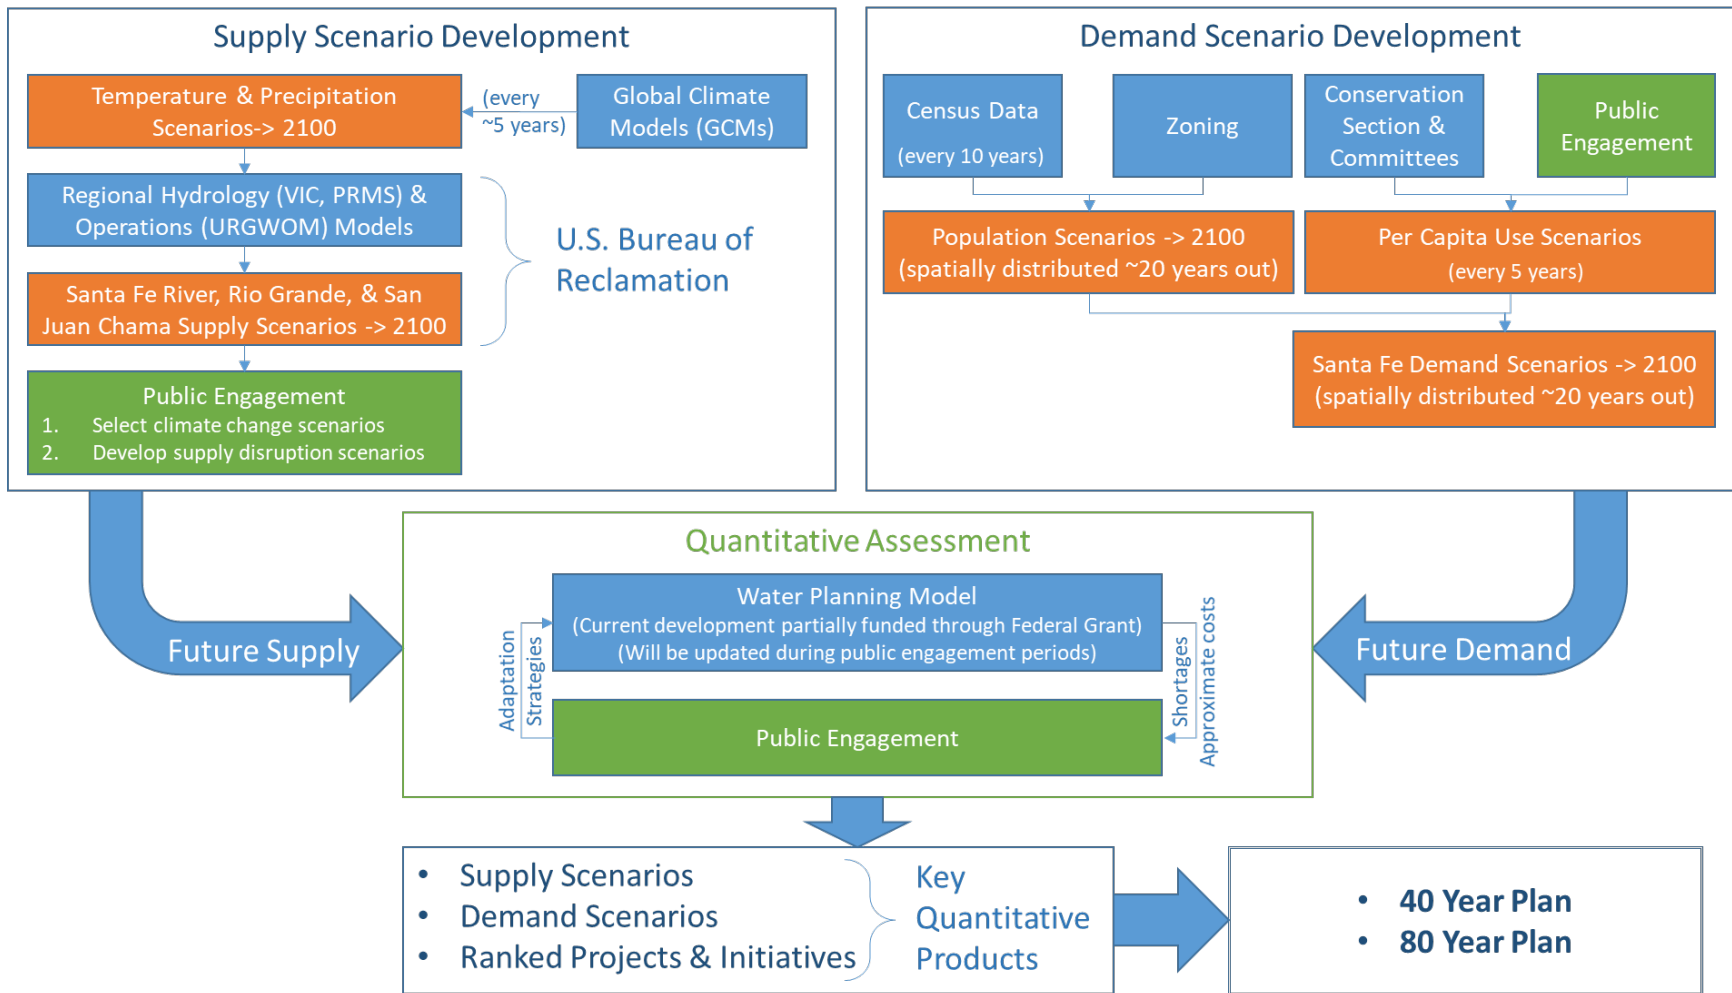 Supply Scenario Development
Temperature & Precipitation
Scenarios-> 2100
(every
~5 years)
Global Climate
Models (GCMs)
Regional Hydrology (VIC, PRMS) &
Operations (URGWOM) Models
U.S. Bureau of
Reclamation
Santa Fe River, Rio Grande, & San
Juan Chama Supply Scenarios -> 2100
Public Engagement
1. Select climate change scenarios
2. Develop supply disruption scenarios
Demand Scenario Development
Census Data
(every 10 years)
Zoning
Conservation
Section &
Committees
Public
Engagement
Population Scenarios -> 2100
(spatially distributed ~20 years out)
Per Capita Use Scenarios
(every 5 years)
Santa Fe Demand Scenarios -> 2100
(spatially distributed ~20 years out)
Future Supply
Quantitative Assessment
Water Planning Model
(Current development partially funded through Federal Grant)
(Will be updated during public engagement periods)
Adaptation
Strategies
Shortages
Approximate costs
Public Engagement
Future Demand
• Supply Scenarios
• Demand Scenarios
• Ranked Projects & Initiatives
Key
Quantitative
Products
• 40 Year Plan
• 80 Year Plan